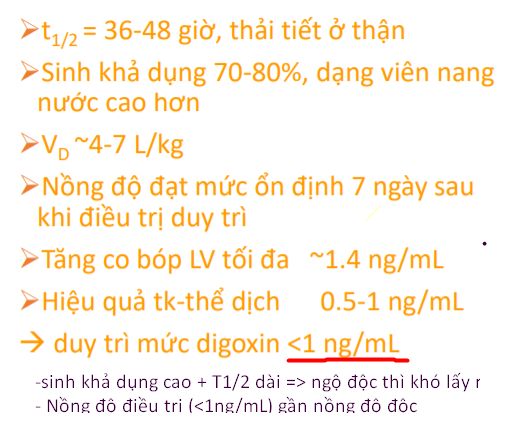 ➢t1/2 = 36-48 giờ, thải tiết ở thận
➢Sinh khả dụng 70-80%, dạng viên nang
nước cao hơn
➢VD ~4-7 L/kg
➢Nồng độ đạt mức ổn định 7 ngày sau
khi điều trị duy trì
➢Tăng co bóp LV tối đa ~1.4 ng/mL
➢Hiệu quả tk-thể dịch 0.5-1 ng/mL
→ duy trì mức digoxin <1 ng/mL
-sinh khả dụng cao + T1/2 dài => ngộ độc thì khó lấy
- Nồng độ điều trị (<1ng/mL) gần nồng độ độc